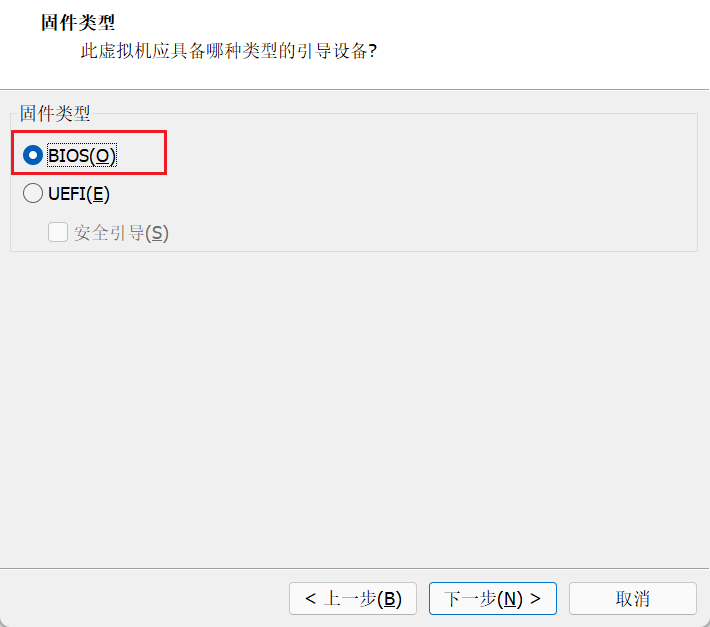 固件类型
此虚拟机应具备哪种类型的引导设备?
固件类型
BIOS(O)
UEFI(E)
安全引导(S)
< 上一步(B)
下一步(N) >
取消